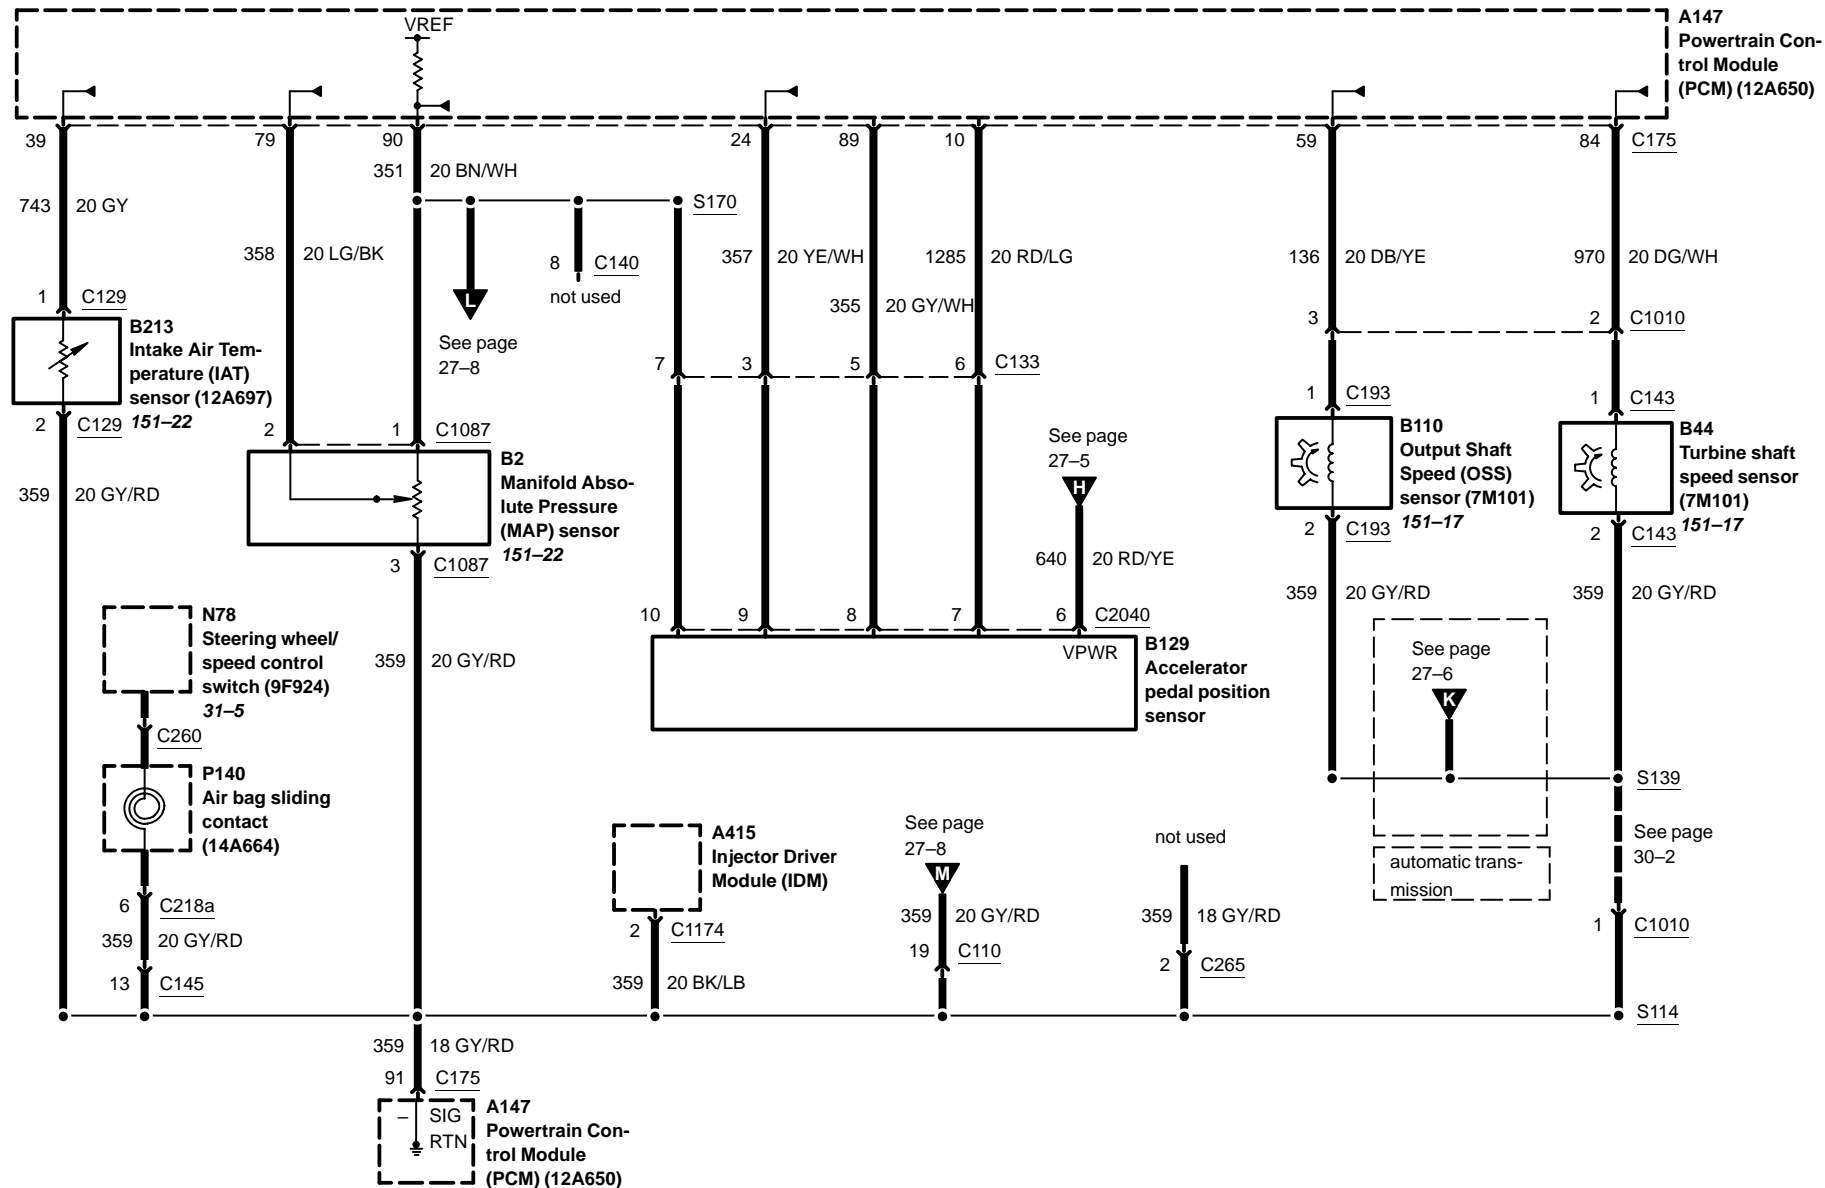 VREF
A147
Powertrain Con-
trol Module
(PCM) (12A650)
39
79
90
24
89
10
59
84
C175
351
20 BN/WH
743
20 GY
S170
358
20 LG/BK
8
C140
not used
357
20 YE/WH
1285
20 RD/LG
136
20 DB/YE
970
20 DG/WH
355
20 GY/WH
L
See page
27–8
1
C129
B213
Intake Air Tem-
perature (IAT)
sensor (12A697)
151–22
2
C129
3
2
C1010
7
3
5
6
C133
1
C193
1
C143
2
1
C1087
B2
Manifold Abso-
lute Pressure
(MAP) sensor
151–22
3
C1087
See page
27–5
H
B110
Output Shaft
Speed (OSS)
sensor (7M101)
151–17
2
C193
B44
Turbine shaft
speed sensor
(7M101)
151–17
2
C143
359
20 GY/RD
640
20 RD/YE
359
20 GY/RD
359
20 GY/RD
10
9
8
7
6
C2040
VPWR
B129
Accelerator
pedal position
sensor
N78
Steering wheel/
speed control
switch (9F924)
31–5
359
20 GY/RD
See page
27–6
K
C260
P140
Air bag sliding
contact
(14A664)
S139
A415
Injector Driver
Module (IDM)
See page
27–8
M
not used
See page
30–2
automatic trans-
mission
6
C218a
359
20 GY/RD
13
C145
2
C1174
359
20 BK/LB
359
20 GY/RD
19
C110
359
18 GY/RD
2
C265
1
C1010
S114
359
18 GY/RD
91
C175
–
SIG
RTN
A147
Powertrain Con-
trol Module
(PCM) (12A650)